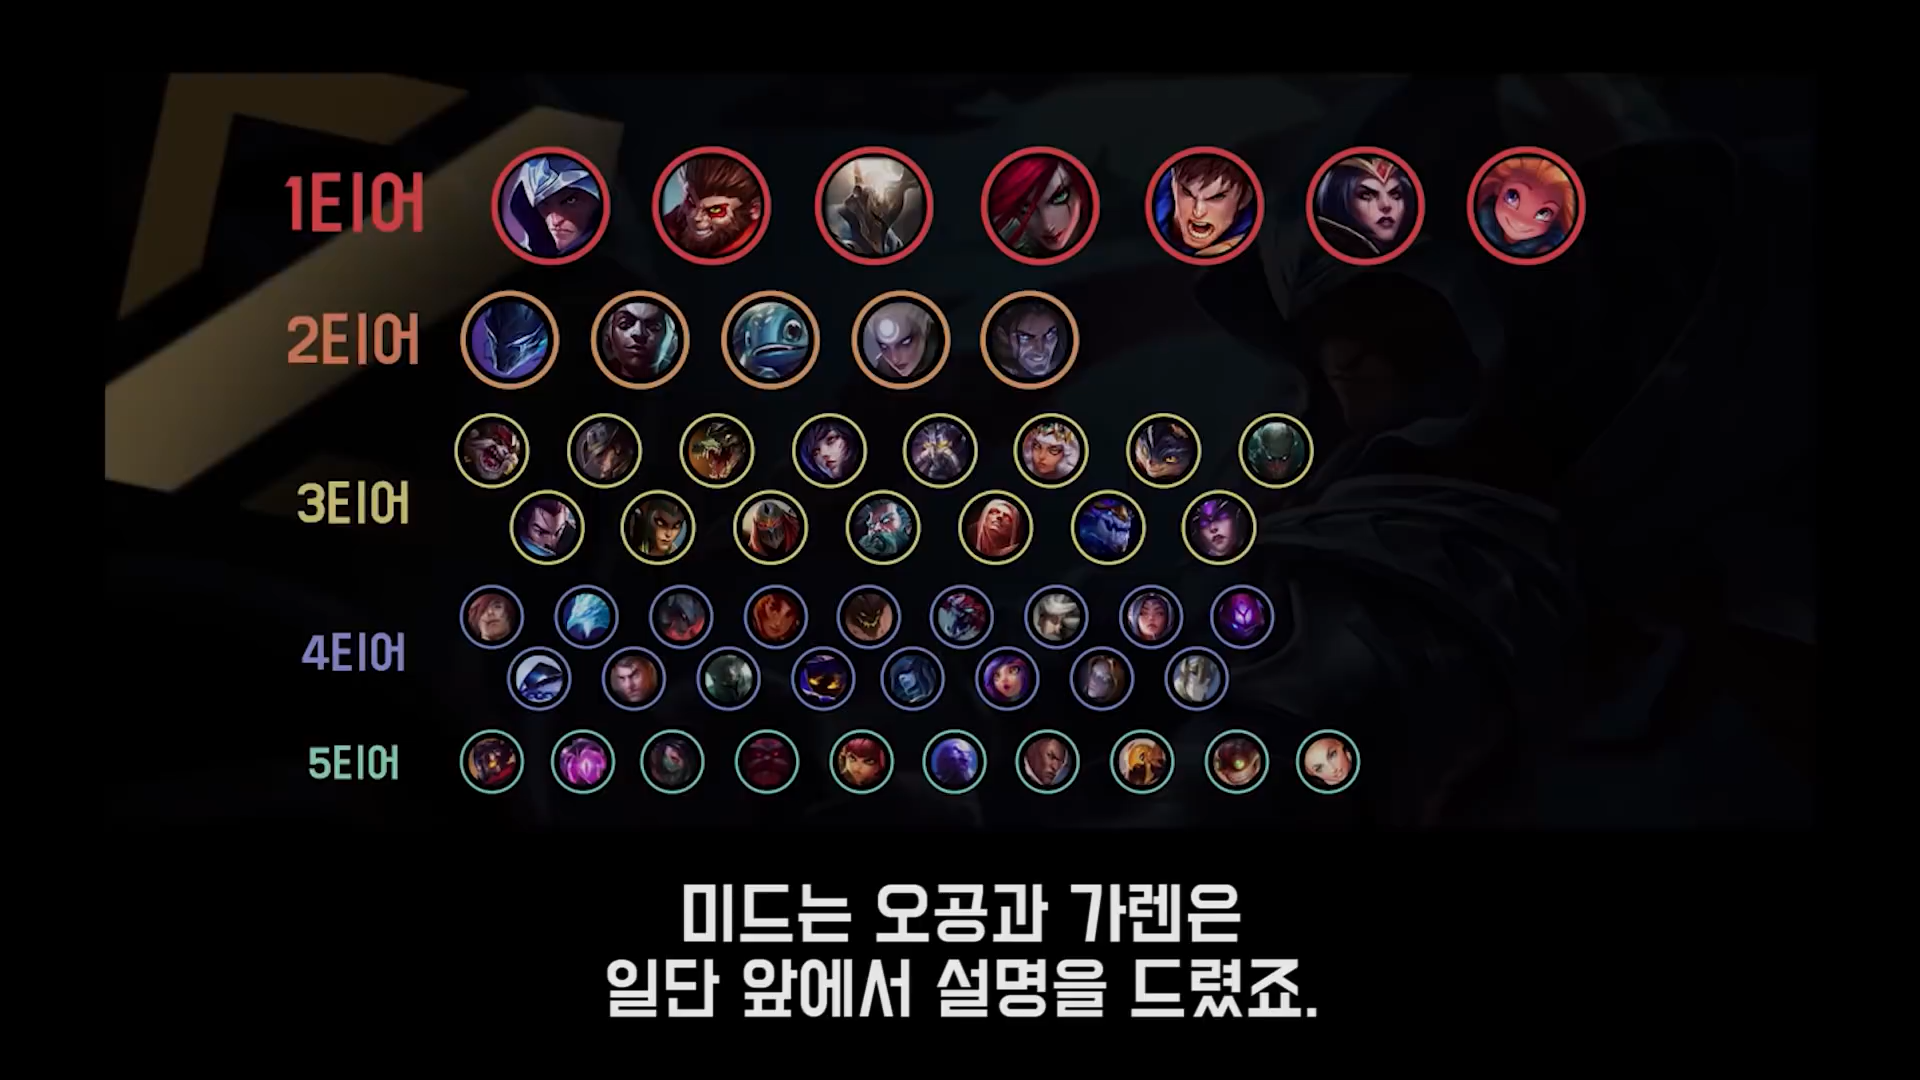 1티어
2티어
3티어
4티어
5티어
미드는 오공과 가렌은
일단 앞에서 설명을 드렸죠.